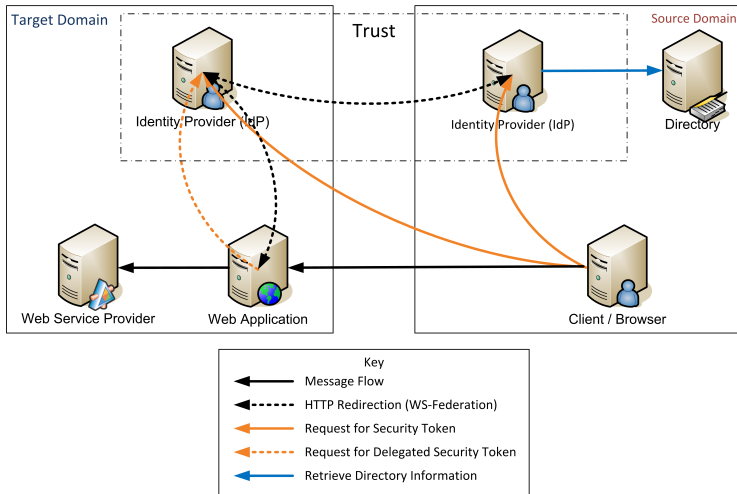 Target Domain
Trust
Source Domain
Identity Provider (IdP)
Identity Provider (IdP)
Directory
Web Service Provider
Web Application
Client / Browser
Key
Message Flow
HTTP Redirection (WS-Federation)
Request for Security Token
Request for Delegated Security Token
Retrieve Directory Information